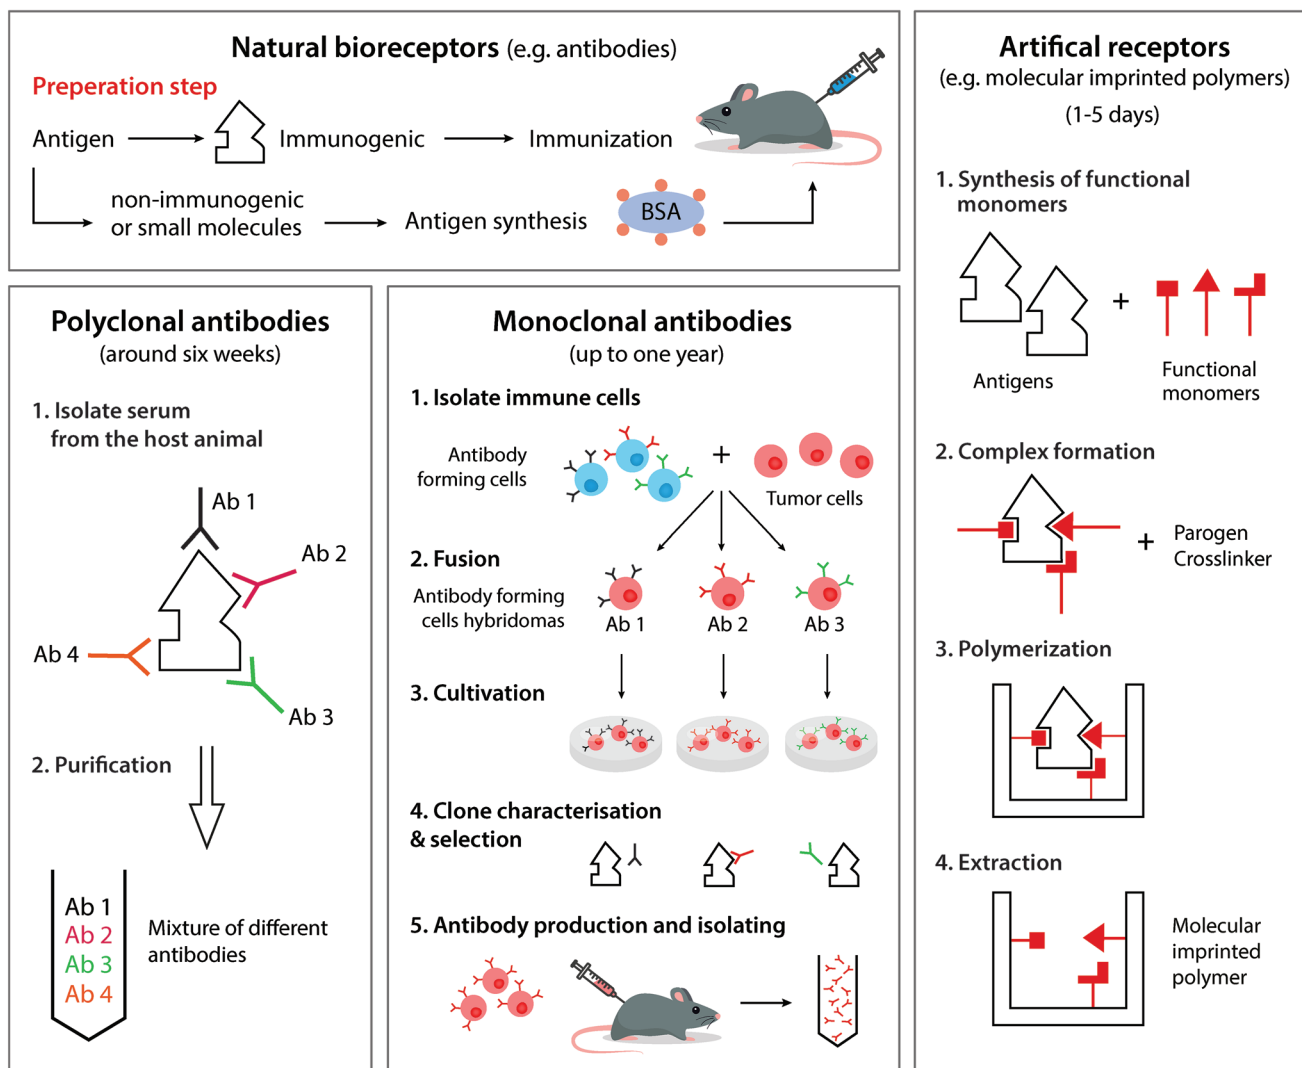 Natural bioreceptors (e.g. antibodies)
Preperation step
Antigen
Immunogenic
Immunization
non-immunogenic
or small molecules
Antigen synthesis
BSA
Polyclonal antibodies
(around six weeks)
1. Isolate serum
from the host animal
Ab 1
Ab 2
Ab 4
Ab 3
2. Purification
Ab 1
Ab 2
Ab 3
Ab 4
Mixture of different
antibodies
Monoclonal antibodies
(up to one year)
1. Isolate immune cells
Antibody
forming cells
+
Tumor cells
2. Fusion
Antibody forming
cells hybridomas
Ab 1
Ab 2
Ab 3
3. Cultivation
4. Clone characterisation
& selection
5. Antibody production and isolating
Artifical receptors
(e.g. molecular imprinted polymers)
(1-5 days)
1. Synthesis of functional
monomers
+
Antigens
Functional
monomers
2. Complex formation
+
Parogen
Crosslinker
3. Polymerization
4. Extraction
Molecular
imprinted
polymer